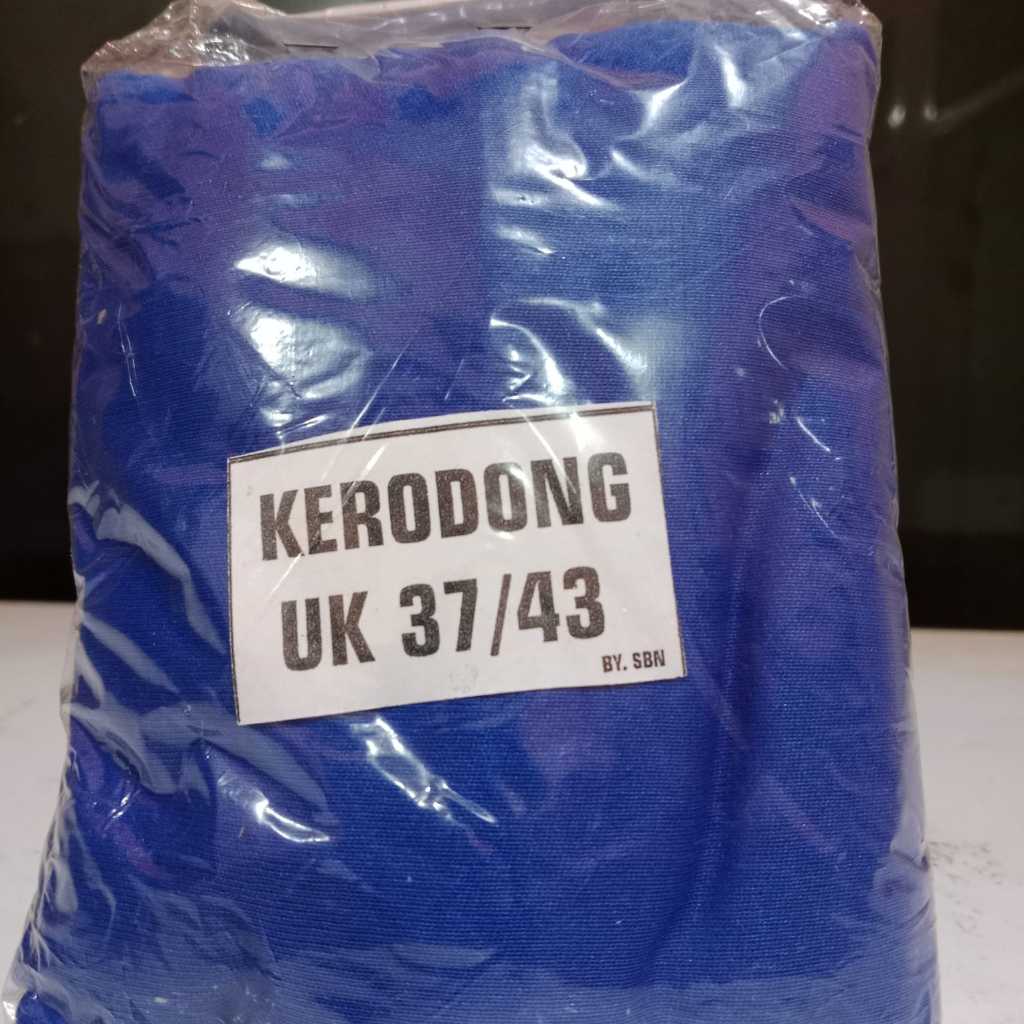 KERODONG
UK 37/43
BY. SBN